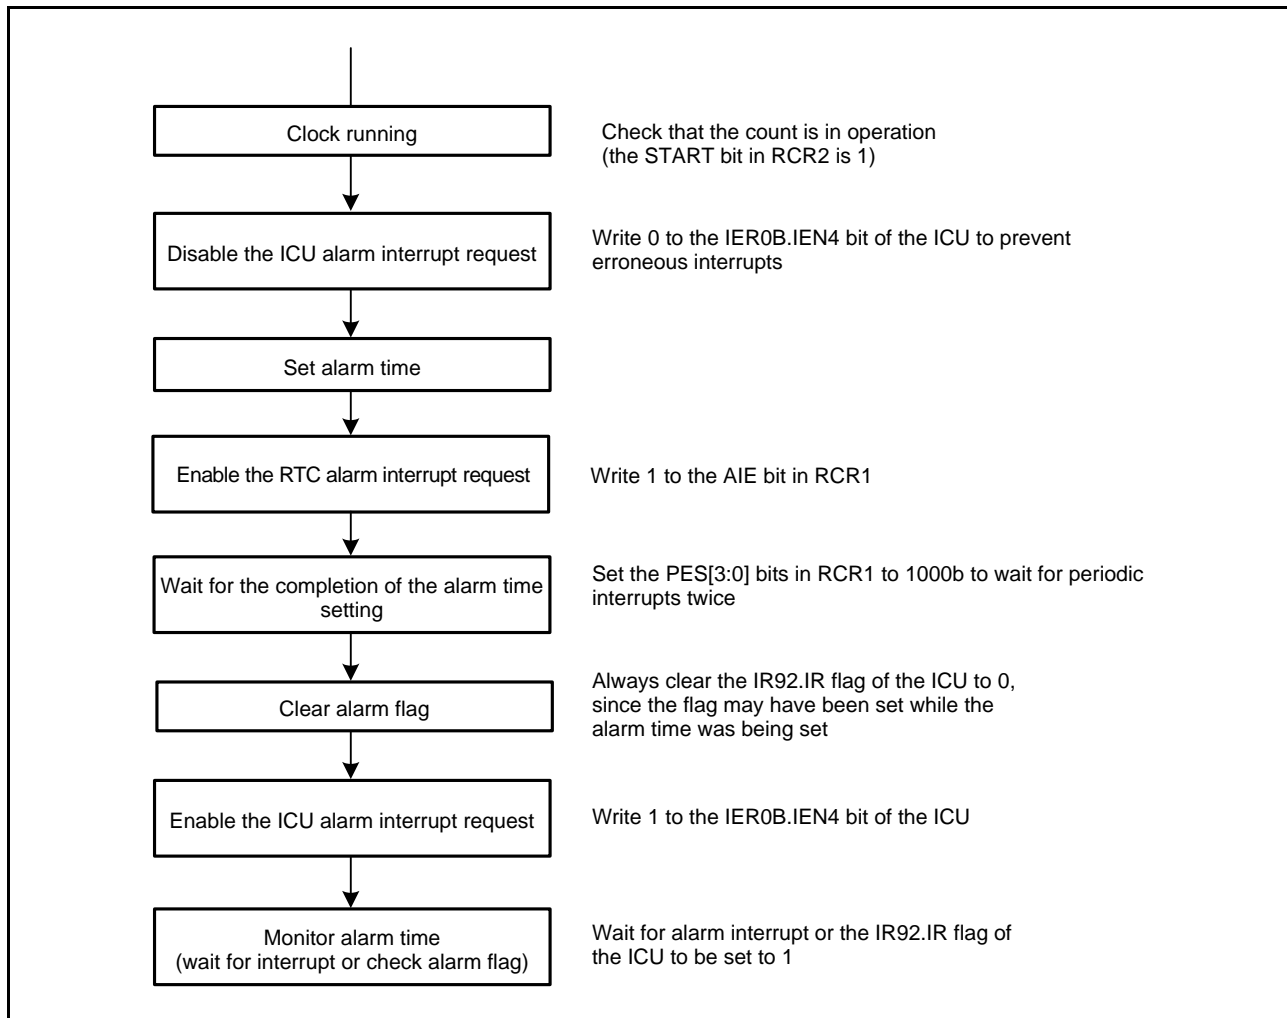 Clock running
Check that the count is in operation
(the START bit in RCR2 is 1)
Disable the ICU alarm interrupt request
Write 0 to the IER0B.IEN4 bit of the ICU to prevent
erroneous interrupts
Set alarm time
Enable the RTC alarm interrupt request
Write 1 to the AIE bit in RCR1
Wait for the completion of the alarm time
setting
Set the PES[3:0] bits in RCR1 to 1000b to wait for periodic
interrupts twice
Clear alarm flag
Always clear the IR92.IR flag of the ICU to 0,
since the flag may have been set while the
alarm time was being set
Enable the ICU alarm interrupt request
Write 1 to the IER0B.IEN4 bit of the ICU
Monitor alarm time
(wait for interrupt or check alarm flag)
Wait for alarm interrupt or the IR92.IR flag of
the ICU to be set to 1